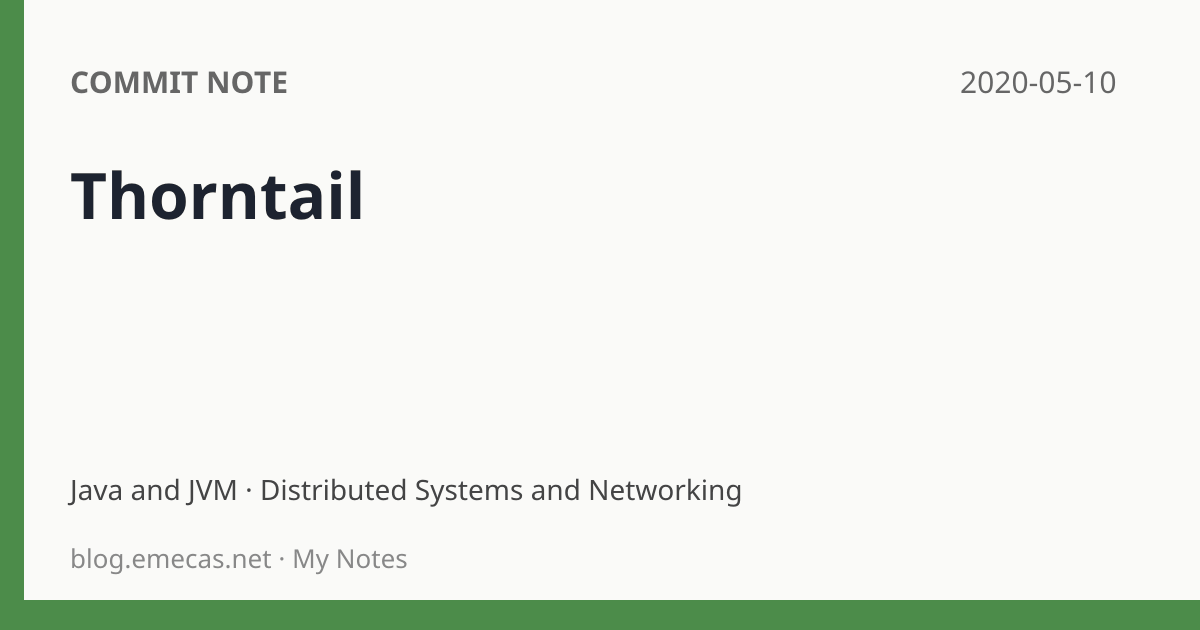 COMMIT NOTE
2020-05-10
Thorntail
Java and JVM · Distributed Systems and Networking
blog.emecas.net · My Notes